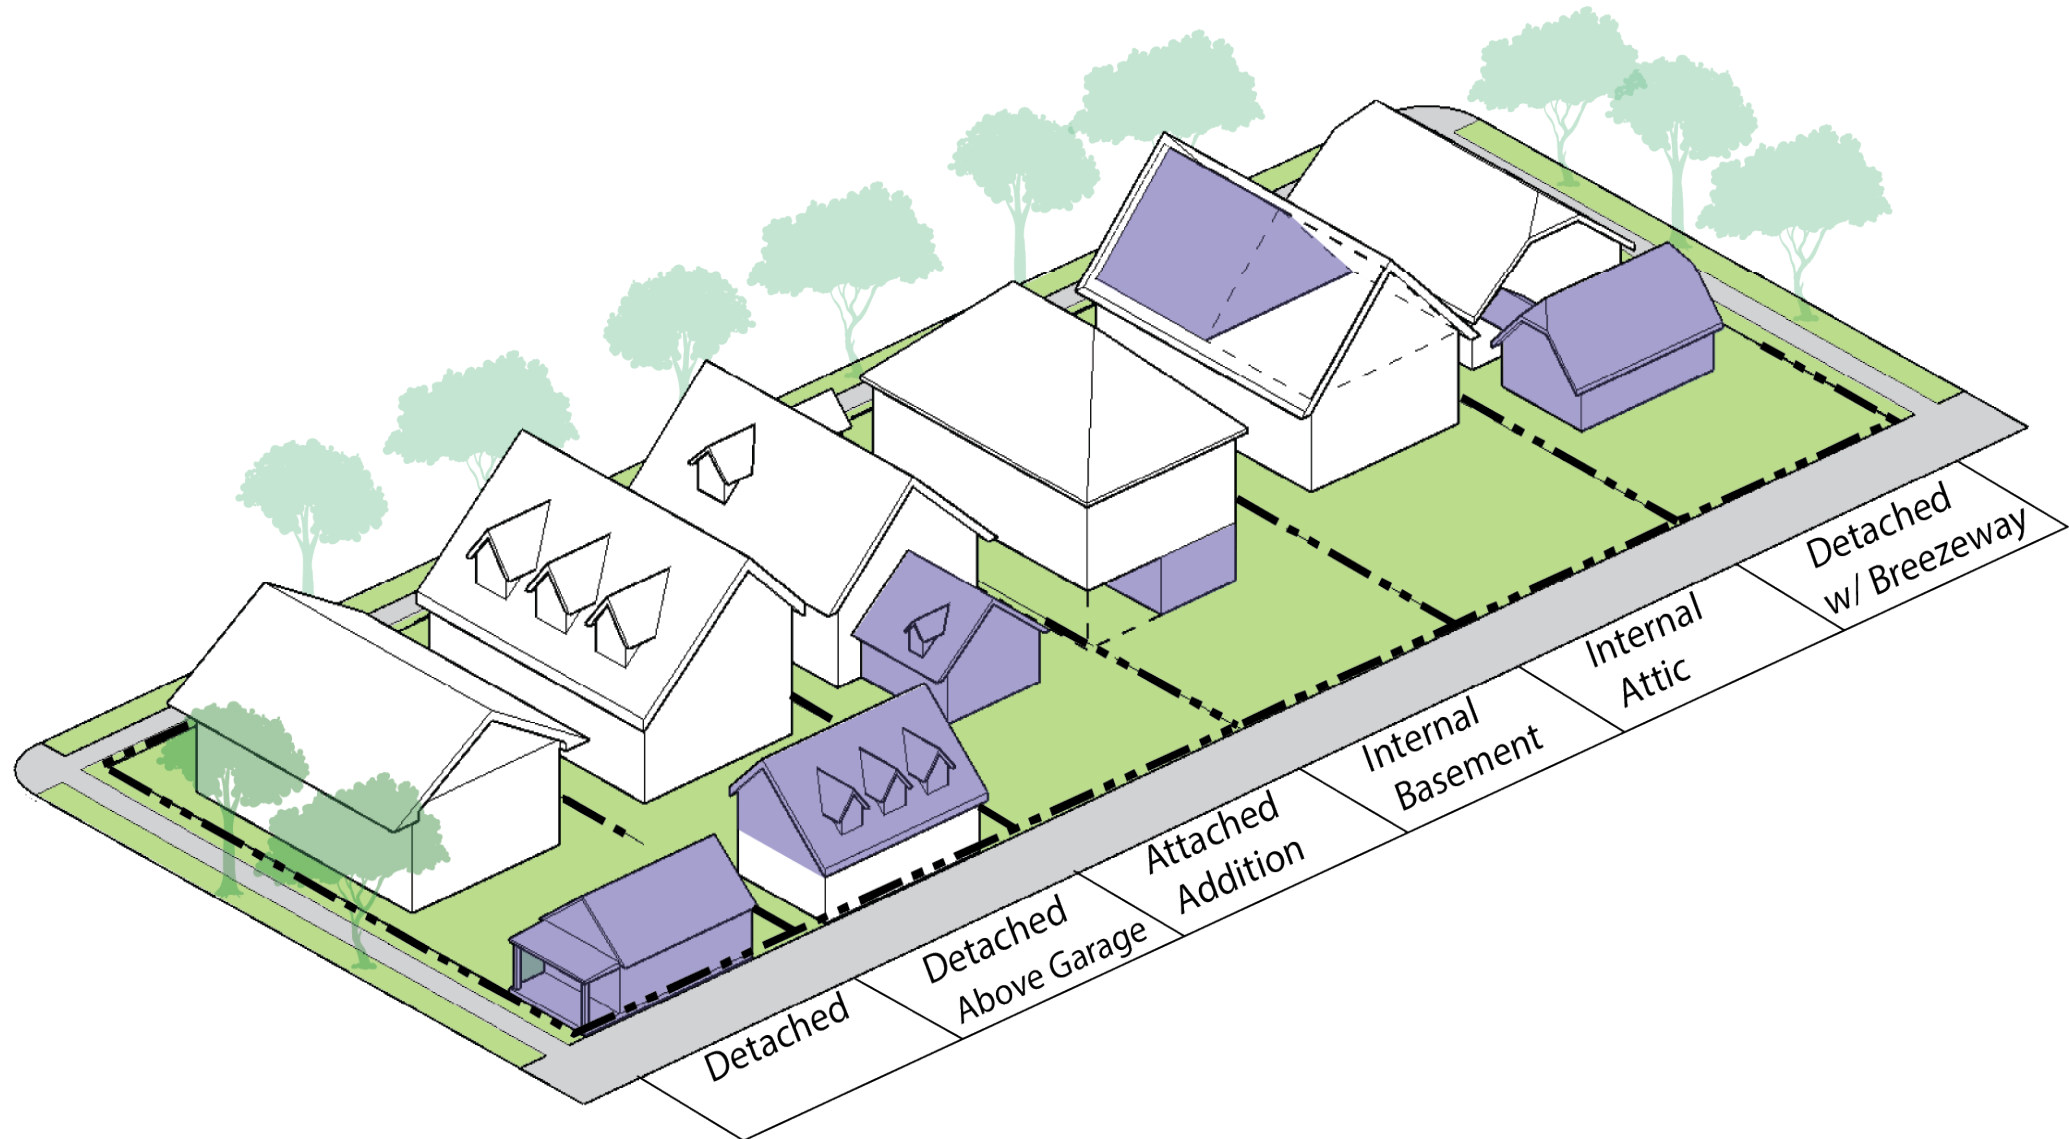 Detached
Detached
Above Garage
Attached
Addition
Internal
Basement
Internal
Attic
Detached
w/ Breezeway